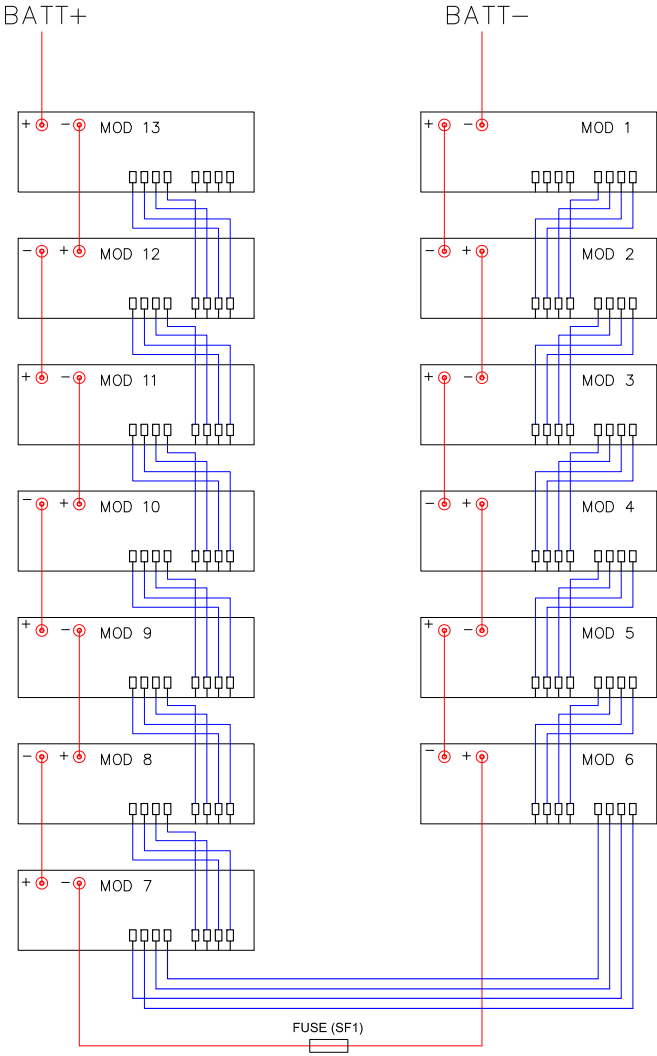 BATT+ BATT-
+ - MOD 13
+ - MOD 1
- + MOD 12
- + MOD 2
+ - MOD 11
+ - MOD 3
- + MOD 10
- + MOD 4
+ - MOD 9
+ - MOD 5
- + MOD 8
- + MOD 6
+ - MOD 7
FUSE (SF1)